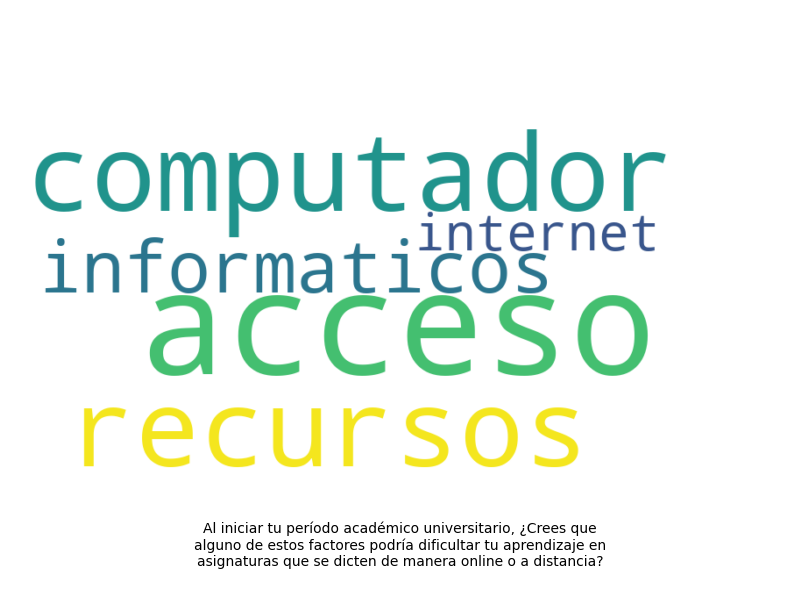 computador
internet
informaticos
acceso
recursos
Al iniciar tu período académico universitario, ¿Crees que
alguno de estos factores podría dificultar tu aprendizaje en
asignaturas que se dicten de manera online o a distancia?